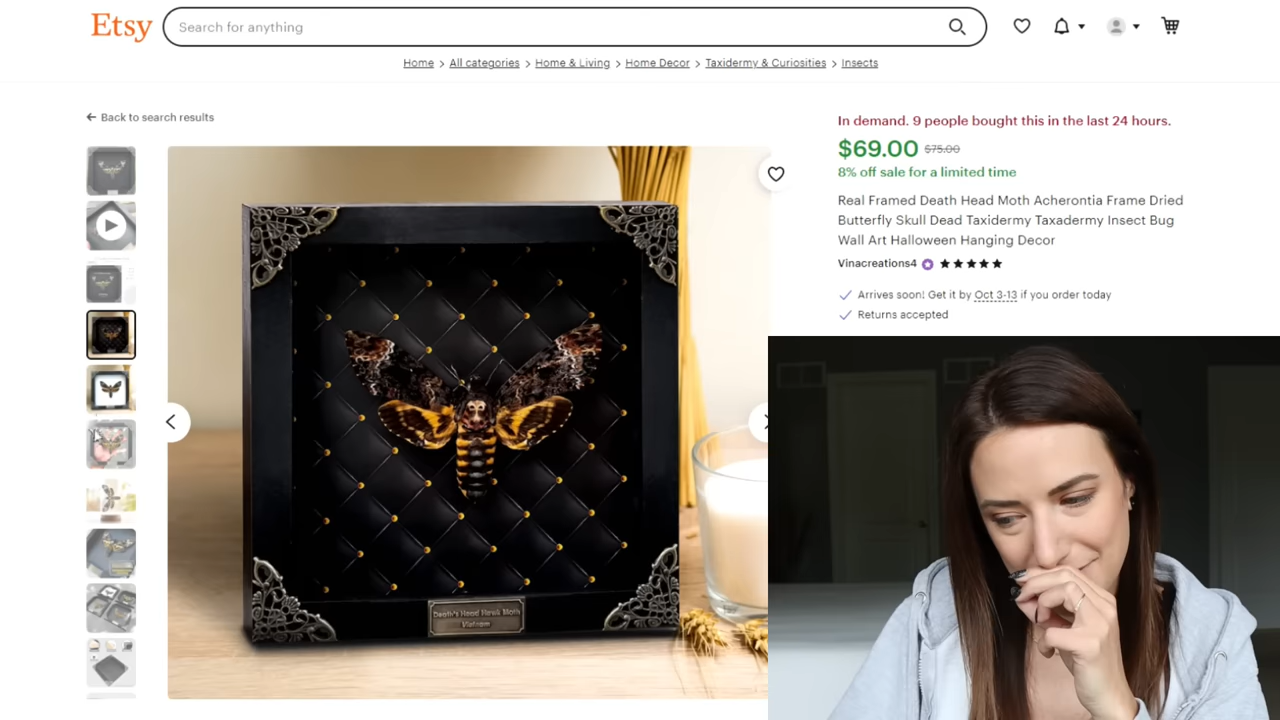 Etsy
Search for anything
Home > All categories > Home & Living > Home Decor > Taxidermy & Curiosities > Insects
← Back to search results
In demand. 9 people bought this in the last 24 hours.
$69.00 $75.00
8% off sale for a limited time
Real Framed Death Head Moth Acherontia Frame Dried
Butterfly Skull Dead Taxidermy Taxadermy Insect Bug
Wall Art Halloween Hanging Decor
Vinacreations4
Arrives soon! Get it by Oct 3-13 if you order today
Returns accepted
Death's Head Hawk Moth
Vietnam